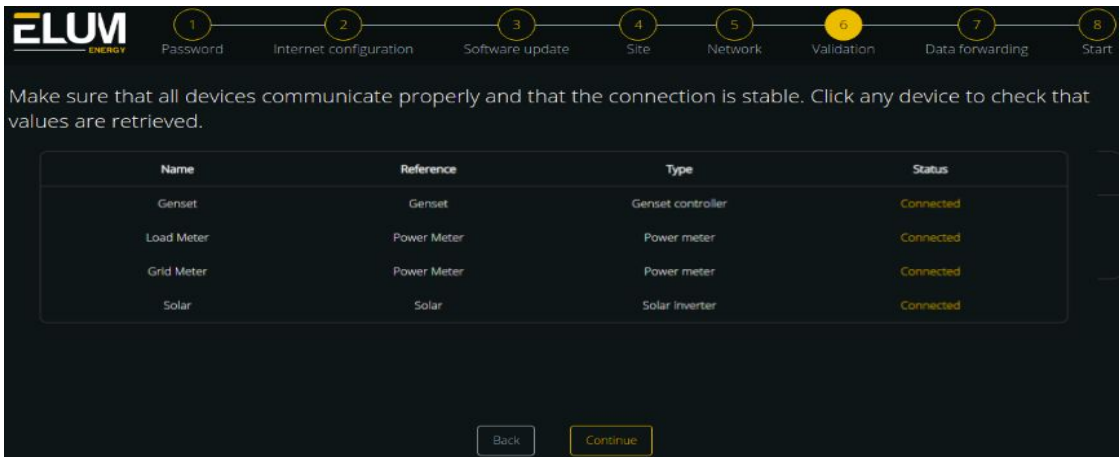 ELUM
ENERGY
1 2 3 4 5 6 7 8
Password Internet configuration Software update Site Network Validation Data forwarding Start
Make sure that all devices communicate properly and that the connection is stable. Click any device to check that
values are retrieved.
Name Reference Type Status
Genset Genset Genset controller Connected
Load Meter Power Meter Power meter Connected
Grid Meter Power Meter Power meter Connected
Solar Solar Solar Inverter Connected
Back Continue